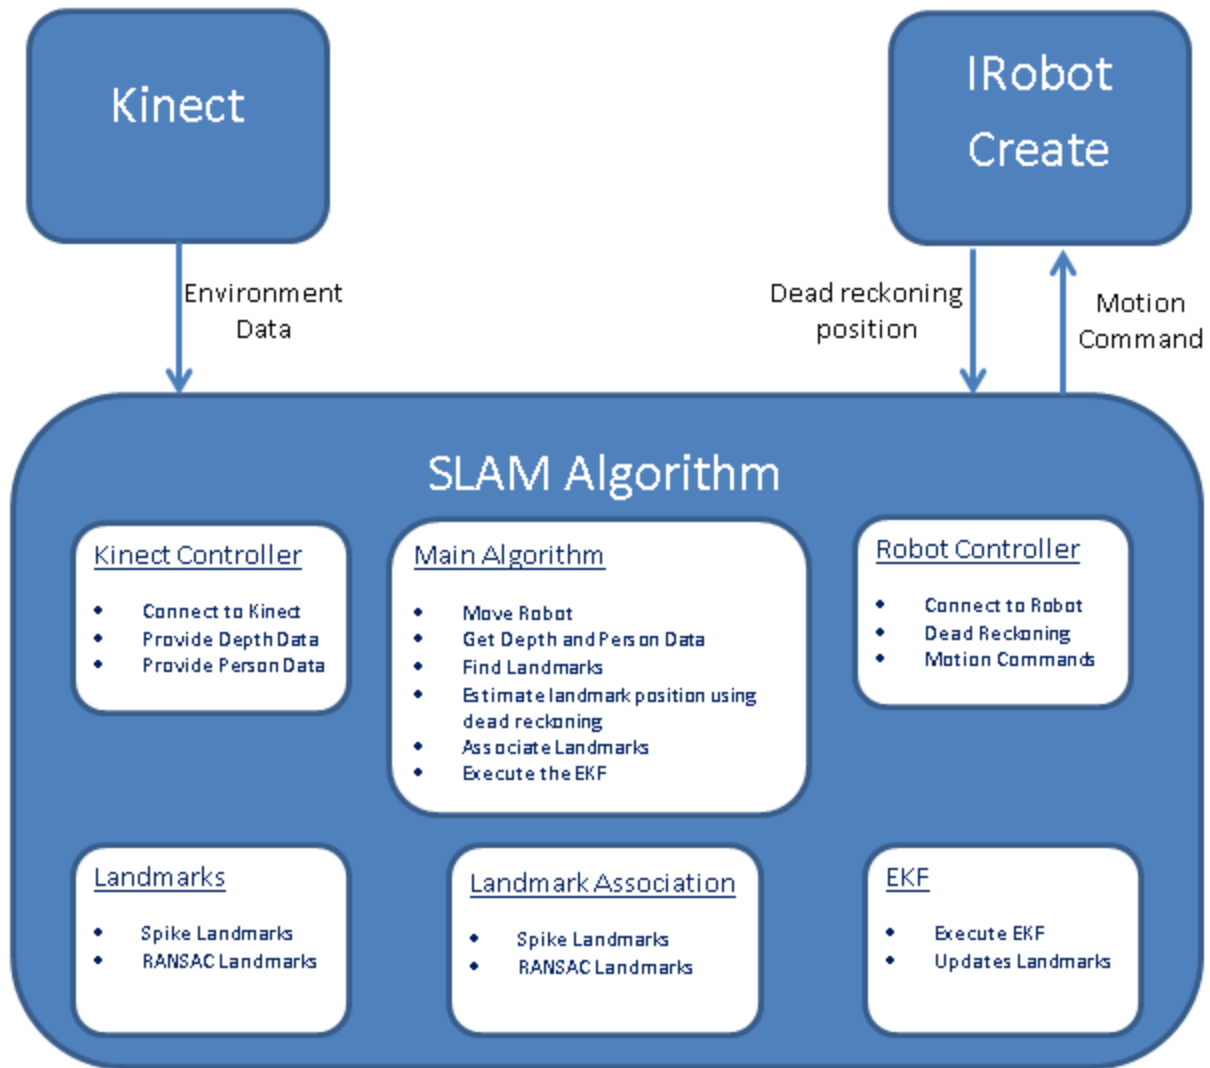 Kinect
IRobot
Create
Environment
Data
Dead reckoning
position
Motion
Command
SLAM Algorithm
Kinect Controller
• Connect to Kinect
• Provide Depth Data
• Provide Person Data
Main Algorithm
• Move Robot
• Get Depth and Person Data
• Find Landmarks
• Estimate landmark position using
dead reckoning
• Associate Landmarks
• Execute the EKF
Robot Controller
• Connect to Robot
• Dead Reckoning
• Motion Commands
Landmarks
• Spike Landmarks
• RANSAC Landmarks
Landmark Association
• Spike Landmarks
• RANSAC Landmarks
EKF
• Execute EKF
• Updates Landmarks